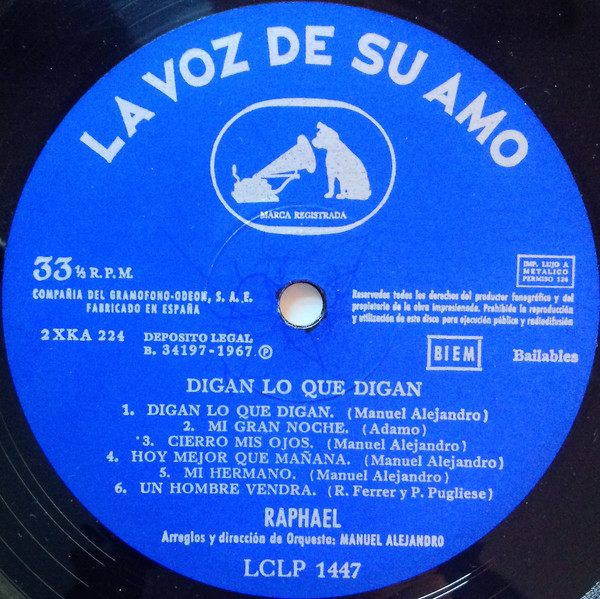 LA VOZ DE SU AMO
MARCA REGISTRADA
33 ⅓ R.P.M.
COMPAÑIA DEL GRAMOFONO-ODEON, S. A. E.
FABRICADO EN ESPAÑA
2XKA 224
DEPOSITO LEGAL
B. 34197-1967 Ⓟ
IMP. LUJO A
METALICO
PERMISO 126
Reservados todos los derechos del productor fonográfico y del
propietario de la obra impresionada. Prohibida la reproducción
y utilización de este disco para ejecución pública y radiodifusión
BIEM
Bailables
DIGAN LO QUE DIGAN
1. DIGAN LO QUE DIGAN. (Manuel Alejandro)
2. MI GRAN NOCHE. (Adamo)
3. CIERRO MIS OJOS. (Manuel Alejandro)
4. HOY MEJOR QUE MAÑANA. (Manuel Alejandro)
5. MI HERMANO. (Manuel Alejandro)
6. UN HOMBRE VENDRA. (R. Ferrer y P. Pugliese)
RAPHAEL
Arreglos y dirección de Orquesta: MANUEL ALEJANDRO
LCLP 1447